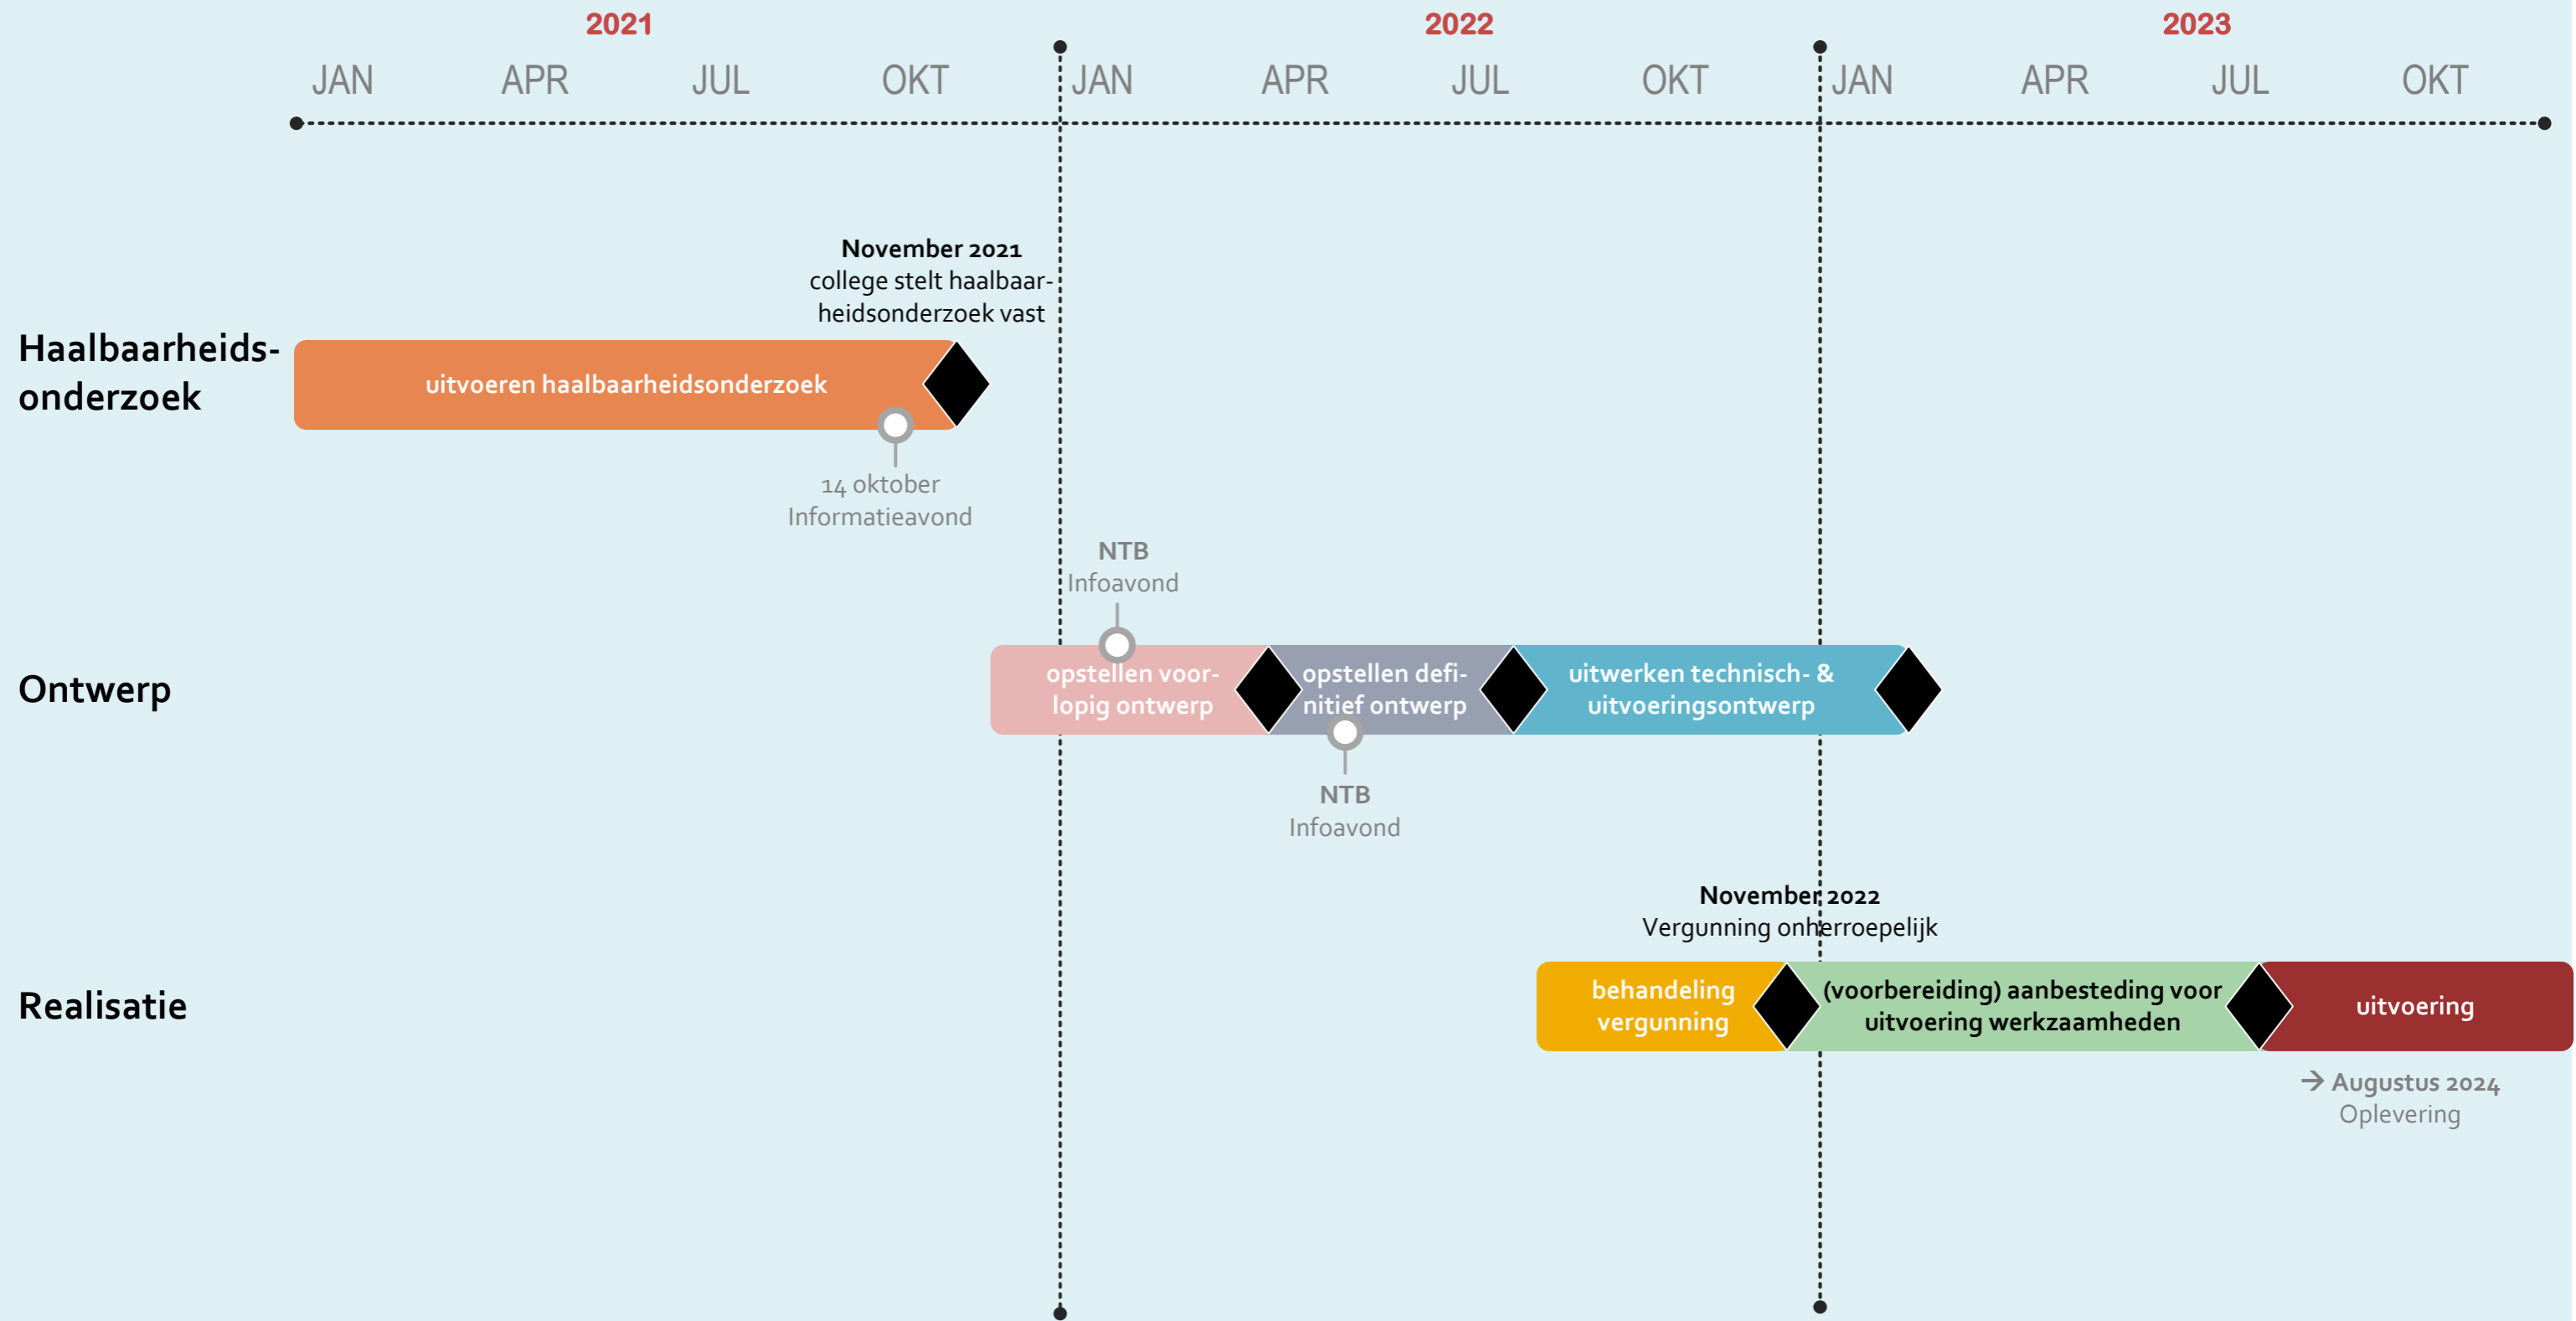 2021 2022 2023
JAN APR JUL OKT JAN APR JUL OKT JAN APR JUL OKT
November 2021
college stelt haalbaar-
heidsonderzoek vast
Haalbaarheids-
onderzoek
uitvoeren haalbaarheidsonderzoek
14 oktober
Informatieavond
NTB
Infoavond
Ontwerp
opstellen voor-
lopig ontwerp
opstellen defi-
nitief ontwerp
uitwerken technisch- &
uitvoeringsontwerp
NTB
Infoavond
November 2022
Vergunning onherroepelijk
Realisatie
behandeling
vergunning
(voorbereiding) aanbesteding voor
uitvoering werkzaamheden
uitvoering
→ Augustus 2024
Oplevering